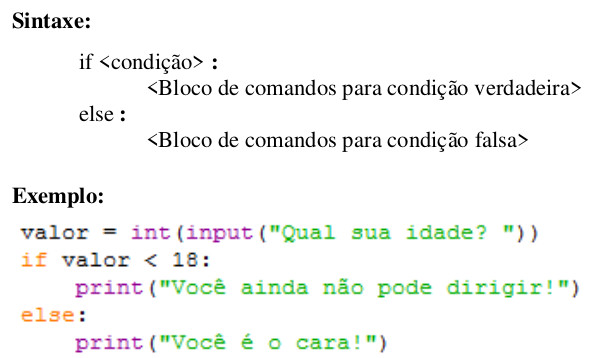 Sintaxe:
if <condição> :
<Bloco de comandos para condição verdadeira>
else :
<Bloco de comandos para condição falsa>
Exemplo:
valor = int(input("Qual sua idade? "))
if valor < 18:
print("Você ainda não pode dirigir!")
else:
print("Você é o cara!")